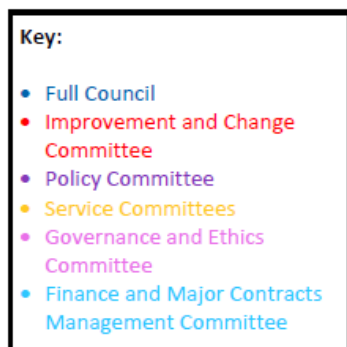 Key:
• Full Council
• Improvement and Change
Committee
• Policy Committee
• Service Committees
• Governance and Ethics
Committee
• Finance and Major Contracts
Management Committee